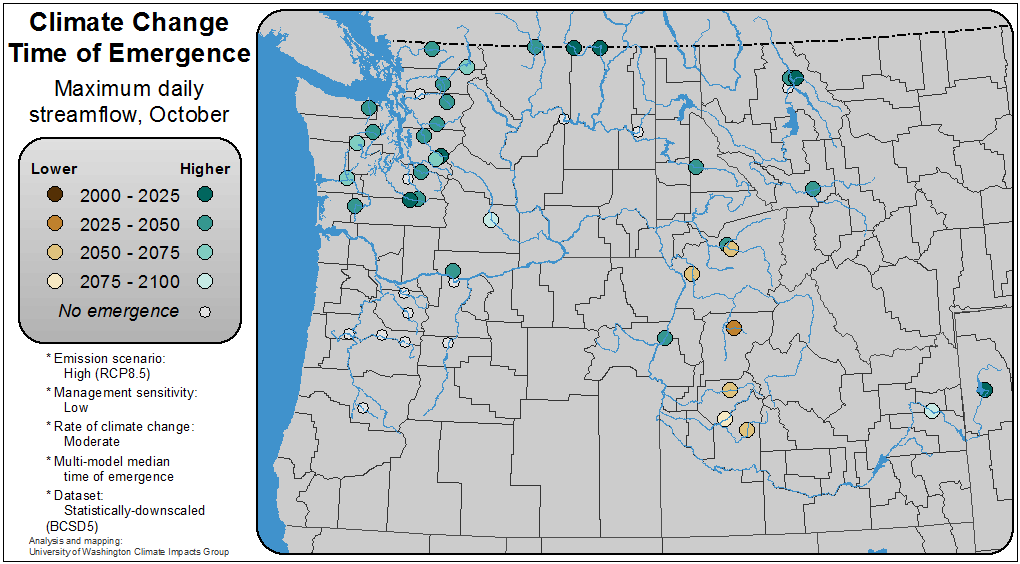 Climate Change
Time of Emergence
Maximum daily
streamflow, October
Lower Higher
2000 - 2025
2025 - 2050
2050 - 2075
2075 - 2100
No emergence
* Emission scenario:
High (RCP8.5)
* Management sensitivity:
Low
* Rate of climate change:
Moderate
* Multi-model median
time of emergence
* Dataset:
Statistically-downscaled
(BCSD5)
Analysis and mapping:
University of Washington Climate Impacts Group